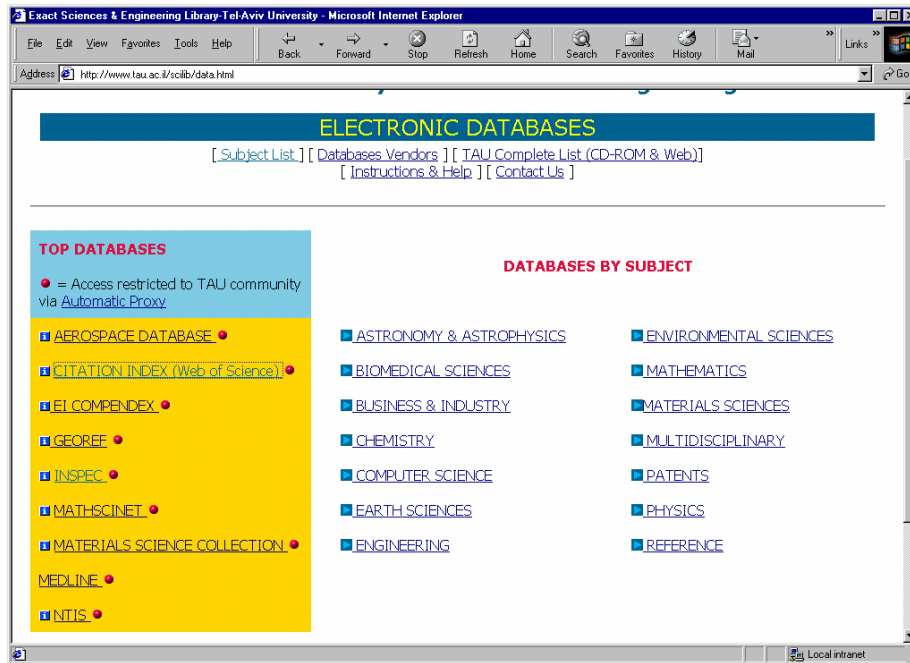 Exact Sciences & Engineering Library-Tel-Aviv University - Microsoft Internet Explorer
File Edit View Favorites Tools Help
Back Forward Stop Refresh Home Search Favorites History Mail
» Links »
Address http://www.tau.ac.il/scilib/data.html Go
ELECTRONIC DATABASES
[ Subject List ] [ Databases Vendors ] [ TAU Complete List (CD-ROM & Web)]
[ Instructions & Help ] [ Contact Us ]
TOP DATABASES
= Access restricted to TAU community
via Automatic Proxy
AEROSPACE DATABASE
CITATION INDEX (Web of Science)
EI COMPENDEX
GEOREF
INSPEC
MATHSCINET
MATERIALS SCIENCE COLLECTION
MEDLINE
NTIS
DATABASES BY SUBJECT
ASTRONOMY & ASTROPHYSICS
BIOMEDICAL SCIENCES
BUSINESS & INDUSTRY
CHEMISTRY
COMPUTER SCIENCE
EARTH SCIENCES
ENGINEERING
ENVIRONMENTAL SCIENCES
MATHEMATICS
MATERIALS SCIENCES
MULTIDISCIPLINARY
PATENTS
PHYSICS
REFERENCE
Local intranet